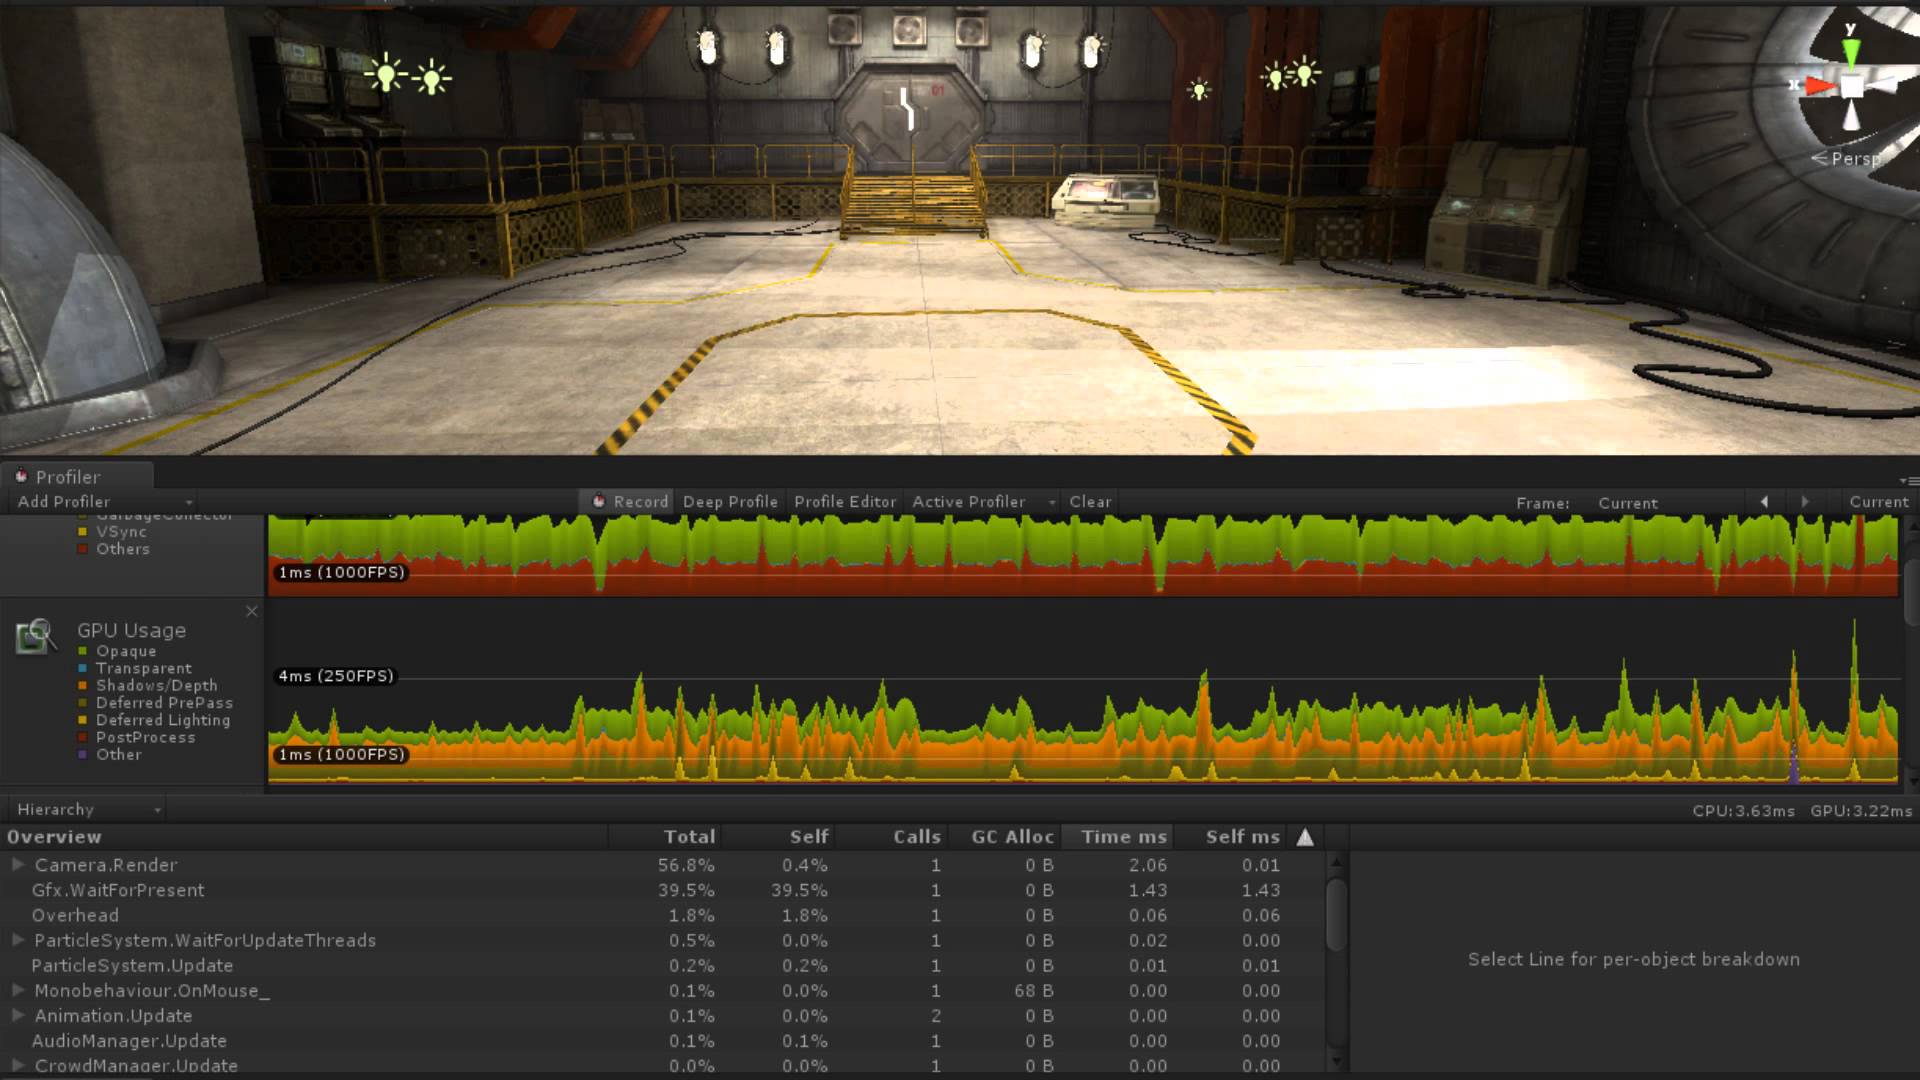 01
y
x
< Persp
Profiler
Add Profiler Record Deep Profile Profile Editor Active Profiler Clear Frame: Current Current
GarbageCollector
VSync
Others
1ms (1000FPS)
GPU Usage
Opaque
Transparent
Shadows/Depth
Deferred PrePass
Deferred Lighting
PostProcess
Other
4ms (250FPS)
1ms (1000FPS)
Hierarchy CPU:3.63ms GPU:3.22ms
Overview Total Self Calls GC Alloc Time ms Self ms
Camera.Render 56.8% 0.4% 1 0 B 2.06 0.01
Gfx.WaitForPresent 39.5% 39.5% 1 0 B 1.43 1.43
Overhead 1.8% 1.8% 1 0 B 0.06 0.06
ParticleSystem.WaitForUpdateThreads 0.5% 0.0% 1 0 B 0.02 0.00
ParticleSystem.Update 0.2% 0.2% 1 0 B 0.01 0.01
Monobehaviour.OnMouse_ 0.1% 0.0% 1 68 B 0.00 0.00
Animation.Update 0.1% 0.0% 2 0 B 0.00 0.00
AudioManager.Update 0.1% 0.1% 1 0 B 0.00 0.00
CrowdManager.Update 0.0% 0.0% 1 0 B 0.00 0.00
Select Line for per-object breakdown